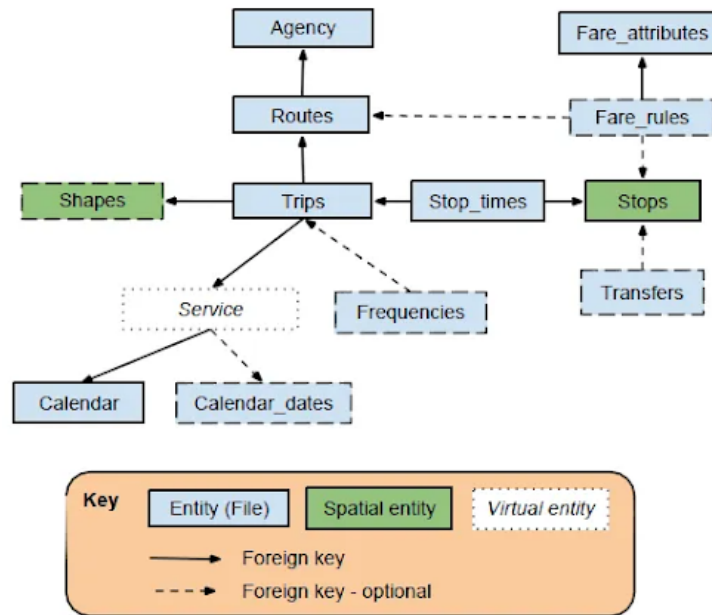 Agency
Fare_attributes
Routes
Fare_rules
Shapes
Trips
Stop_times
Stops
Service
Frequencies
Transfers
Calendar
Calendar_dates
Key
Entity (File)
Spatial entity
Virtual entity
Foreign key
Foreign key - optional